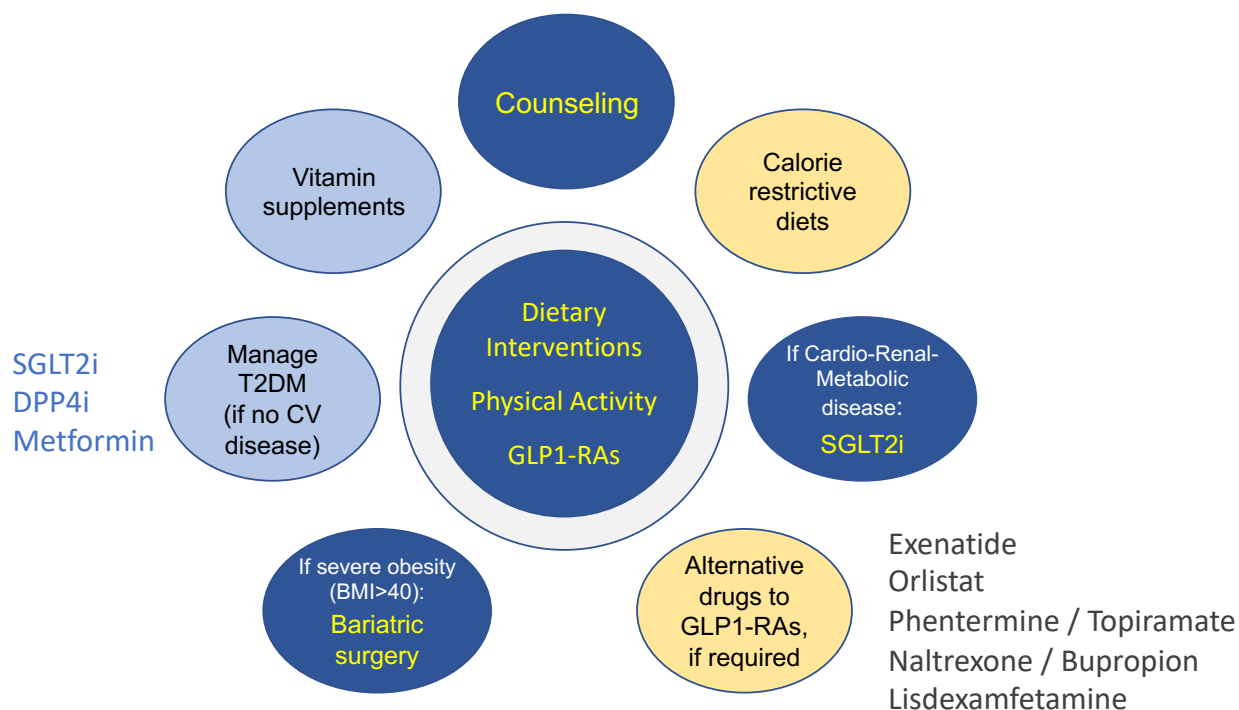 Counseling
Vitamin
supplements
Calorie
restrictive
diets
Dietary
Interventions
Physical Activity
GLP1-RAs
SGLT2i
DPP4i
Metformin
Manage
T2DM
(if no CV
disease)
If Cardio-Renal-
Metabolic
disease:
SGLT2i
If severe obesity
(BMI>40):
Bariatric
surgery
Alternative
drugs to
GLP1-RAs,
if required
Exenatide
Orlistat
Phentermine / Topiramate
Naltrexone / Bupropion
Lisdexamfetamine